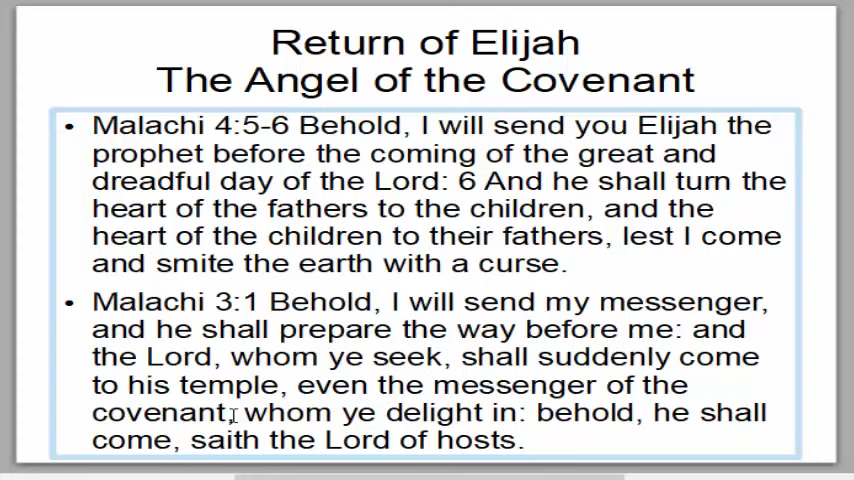 Return of Elijah
The Angel of the Covenant
• Malachi 4:5-6 Behold, I will send you Elijah the
prophet before the coming of the great and
dreadful day of the Lord: 6 And he shall turn the
heart of the fathers to the children, and the
heart of the children to their fathers, lest I come
and smite the earth with a curse.
• Malachi 3:1 Behold, I will send my messenger,
and he shall prepare the way before me: and
the Lord, whom ye seek, shall suddenly come
to his temple, even the messenger of the
covenant, whom ye delight in: behold, he shall
come, saith the Lord of hosts.